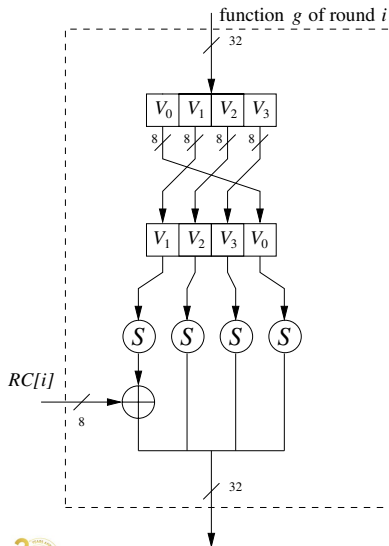 function g of round i
32
V0 V1 V2 V3
8 8 8 8
V1 V2 V3 V0
S S S S
RC[i]
8
32